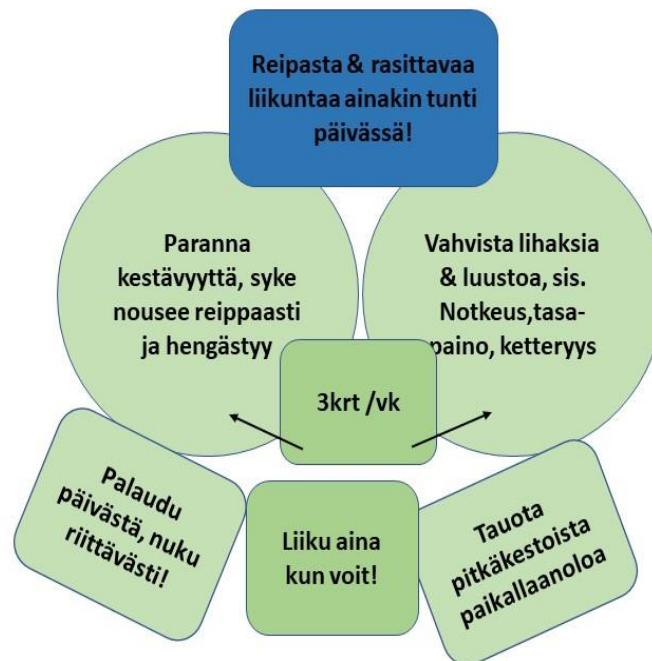 Reipasta & rasittavaa
liikuntaa ainakin tunti
päivässä!
Paranna
kestävyyttä, syke
nousee reippaasti
ja hengästyy
Vahvista lihaksia
& luustoa, sis.
Notkeus,tasa-
paino, ketteryys
3krt /vk
Palaudu
päivästä, nuku
riittävästi!
Liiku aina
kun voit!
Tauota
pitkäkestoista
paikallaanoloa